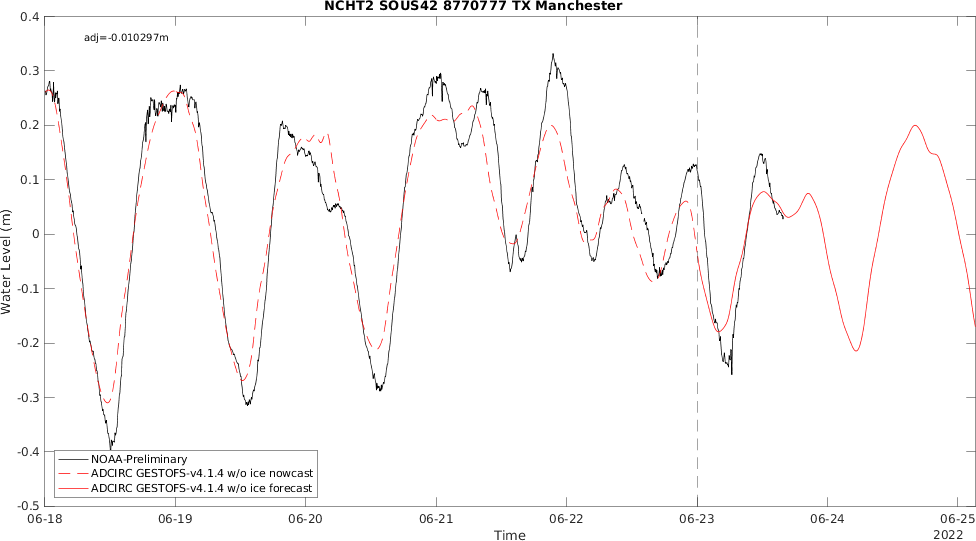 NCHT2 SOUS42 8770777 TX Manchester
adj=-0.010297m
0.4
0.3
0.2
0.1
0
-0.1
-0.2
-0.3
-0.4
-0.5
Water Level (m)
NOAA-Preliminary
ADCIRC GESTOFS-v4.1.4 w/o ice nowcast
ADCIRC GESTOFS-v4.1.4 w/o ice forecast
06-18 06-19 06-20 06-21 06-22 06-23 06-24 06-25
Time 2022